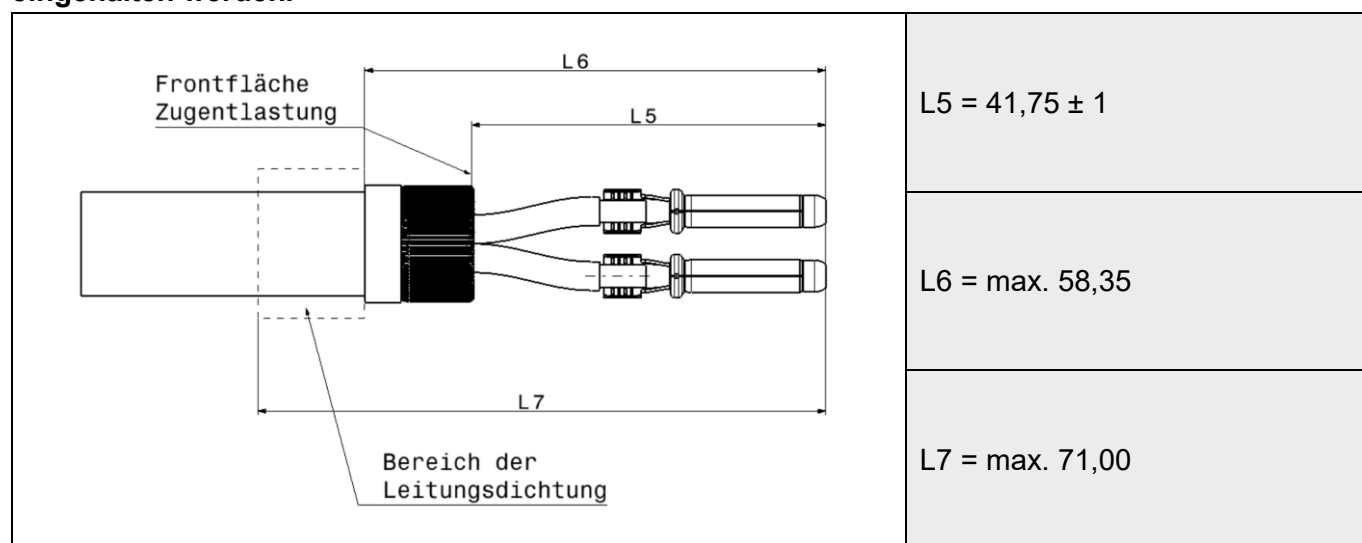 eingehalten werden.
L6
Frontfläche
Zugentlastung
L5
L7
Bereich der
Leitungsdichtung
L5 = 41,75 ± 1
L6 = max. 58,35
L7 = max. 71,00